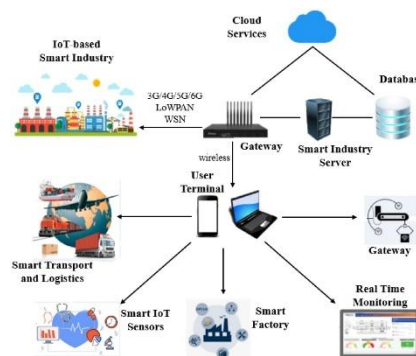 Cloud
Services
IoT-based
Smart Industry
3G/4G/5G/6G
LoWPAN
WSN
Database
Gateway
Smart Industry
Server
wireless
User
Terminal
Smart Transport
and Logistics
Gateway
Smart IoT
Sensors
Smart
Factory
Real Time
Monitoring